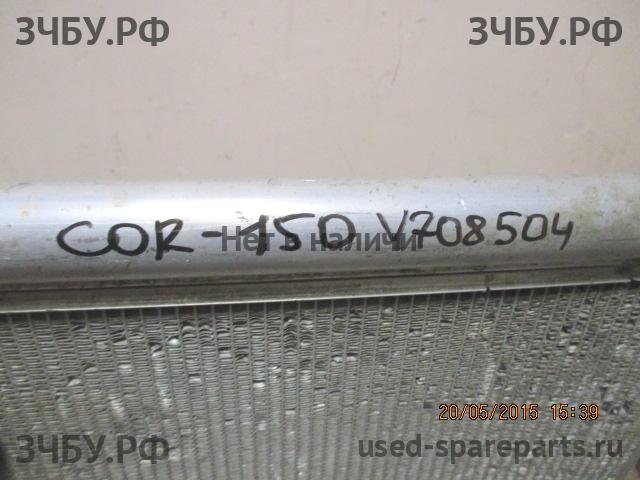 ЗЧБУ.РФ ЗЧБУ.РФ
COR-150 V708504
Нет в наличии
20/05/2015 15:39
ЗЧБУ.РФ used-spareparts.ru